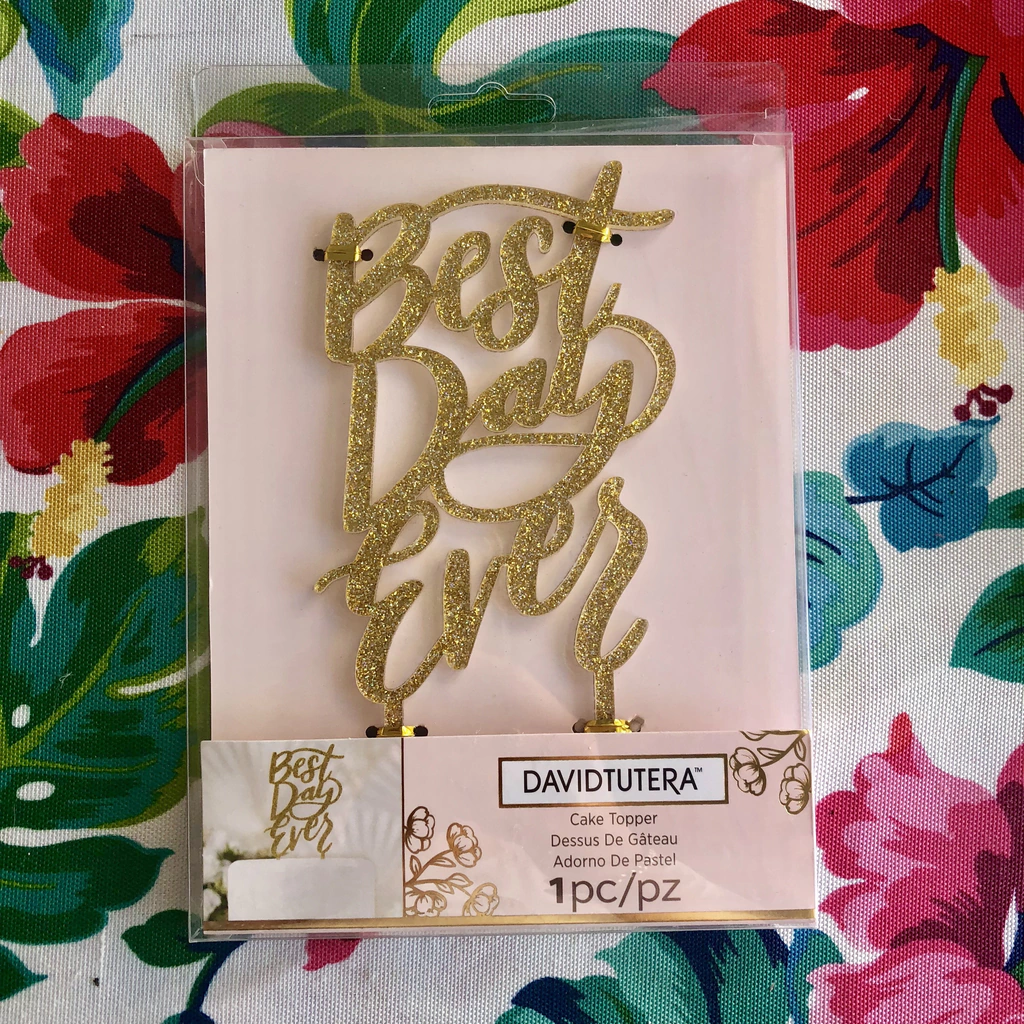 Best
Day
Ever
Best
Day
Ever
DAVIDTUTERA™
Cake Topper
Dessus De Gâteau
Adorno De Pastel
1pc/pz